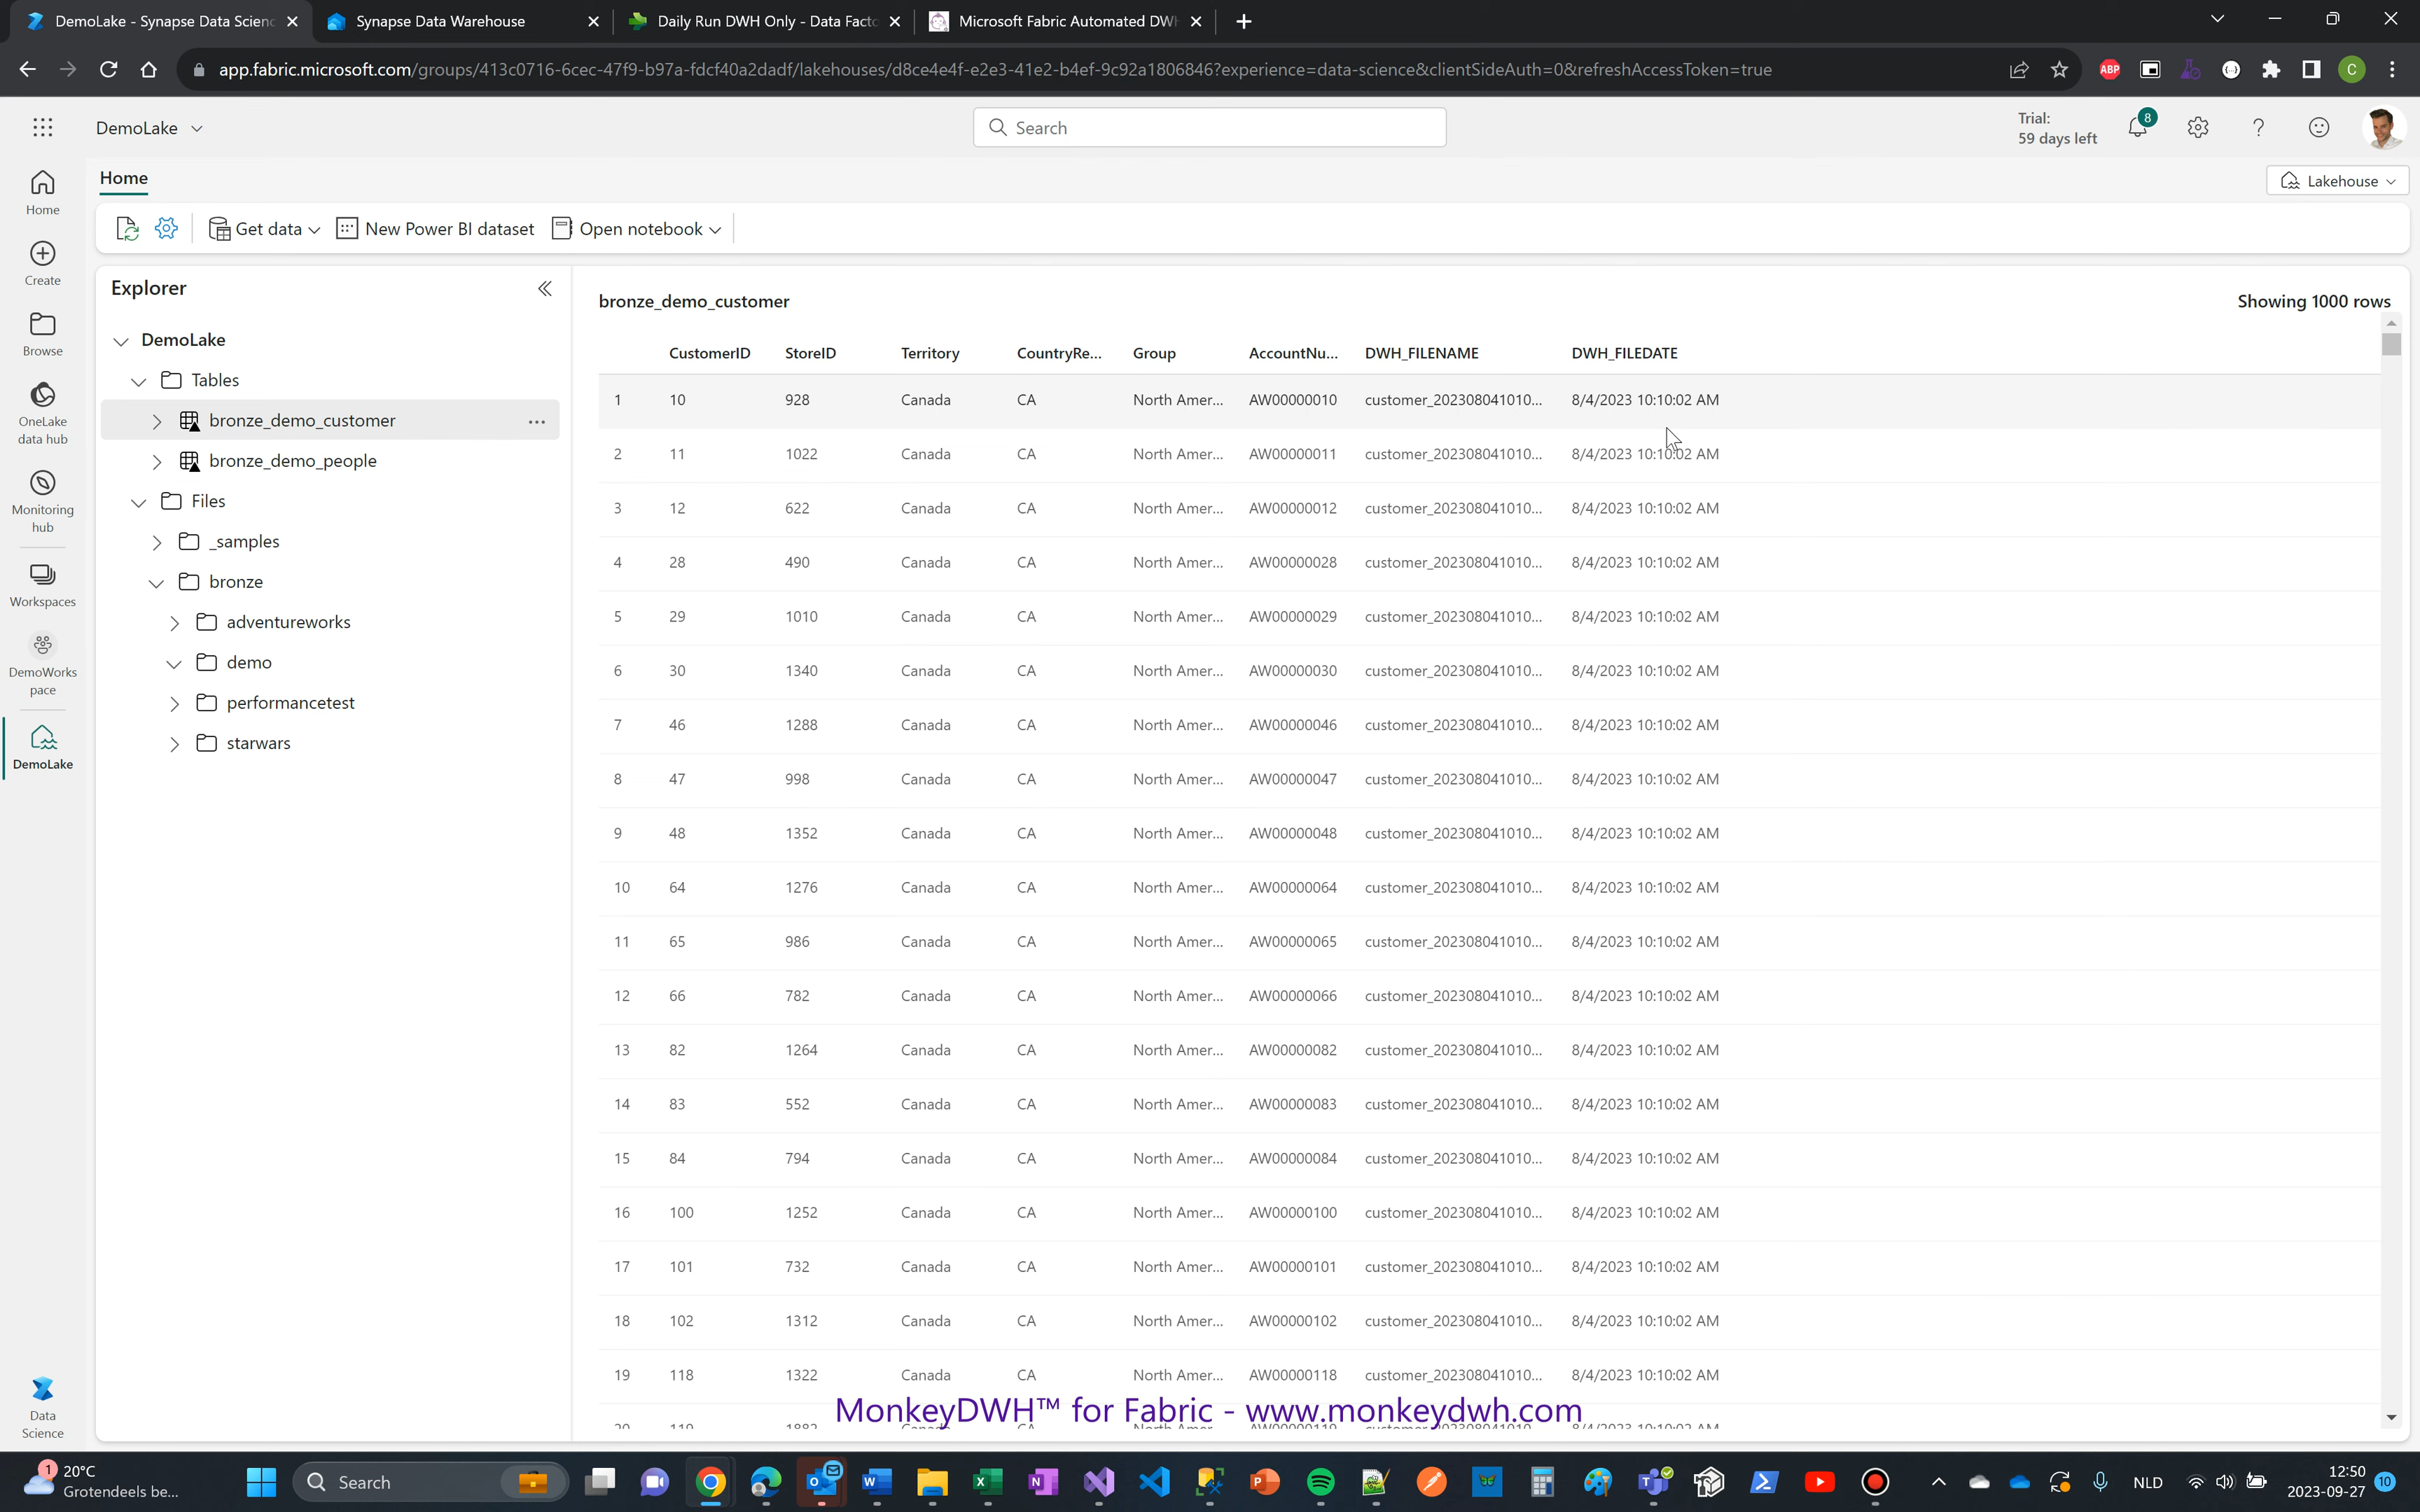 DemoLake - Synapse Data Scienc
Synapse Data Warehouse
Daily Run DWH Only - Data Facto
Microsoft Fabric Automated DWH
app.fabric.microsoft.com/groups/413c0716-6cec-47f9-b97a-fdcf40a2dadf/lakehouses/d8ce4e4f-e2e3-41e2-b4ef-9c92a1806846?experience=data-science&clientSideAuth=0&refreshAccessToken=true
ABP
C
DemoLake
Search
Trial:
59 days left
8
Home
Lakehouse
Get data
New Power BI dataset
Open notebook
Home
Create
Browse
OneLake
data hub
Monitoring
hub
Workspaces
DemoWorks
pace
DemoLake
Data
Science
Explorer
DemoLake
Tables
bronze_demo_customer
bronze_demo_people
Files
_samples
bronze
adventureworks
demo
performancetest
starwars
bronze_demo_customer
Showing 1000 rows
CustomerID StoreID Territory CountryRe... Group AccountNu... DWH_FILENAME DWH_FILEDATE
1 10 928 Canada CA North Amer... AW00000010 customer_202308041010... 8/4/2023 10:10:02 AM
2 11 1022 Canada CA North Amer... AW00000011 customer_202308041010... 8/4/2023 10:10:02 AM
3 12 622 Canada CA North Amer... AW00000012 customer_202308041010... 8/4/2023 10:10:02 AM
4 28 490 Canada CA North Amer... AW00000028 customer_202308041010... 8/4/2023 10:10:02 AM
5 29 1010 Canada CA North Amer... AW00000029 customer_202308041010... 8/4/2023 10:10:02 AM
6 30 1340 Canada CA North Amer... AW00000030 customer_202308041010... 8/4/2023 10:10:02 AM
7 46 1288 Canada CA North Amer... AW00000046 customer_202308041010... 8/4/2023 10:10:02 AM
8 47 998 Canada CA North Amer... AW00000047 customer_202308041010... 8/4/2023 10:10:02 AM
9 48 1352 Canada CA North Amer... AW00000048 customer_202308041010... 8/4/2023 10:10:02 AM
10 64 1276 Canada CA North Amer... AW00000064 customer_202308041010... 8/4/2023 10:10:02 AM
11 65 986 Canada CA North Amer... AW00000065 customer_202308041010... 8/4/2023 10:10:02 AM
12 66 782 Canada CA North Amer... AW00000066 customer_202308041010... 8/4/2023 10:10:02 AM
13 82 1264 Canada CA North Amer... AW00000082 customer_202308041010... 8/4/2023 10:10:02 AM
14 83 552 Canada CA North Amer... AW00000083 customer_202308041010... 8/4/2023 10:10:02 AM
15 84 794 Canada CA North Amer... AW00000084 customer_202308041010... 8/4/2023 10:10:02 AM
16 100 1252 Canada CA North Amer... AW00000100 customer_202308041010... 8/4/2023 10:10:02 AM
17 101 732 Canada CA North Amer... AW00000101 customer_202308041010... 8/4/2023 10:10:02 AM
18 102 1312 Canada CA North Amer... AW00000102 customer_202308041010... 8/4/2023 10:10:02 AM
19 118 1322 Canada CA North Amer... AW00000118 customer_202308041010... 8/4/2023 10:10:02 AM
MonkeyDWH™ for Fabric - www.monkeydwh.com
1
20°C
Grotendeels be...
Search
NLD
12:50
2023-09-27
10